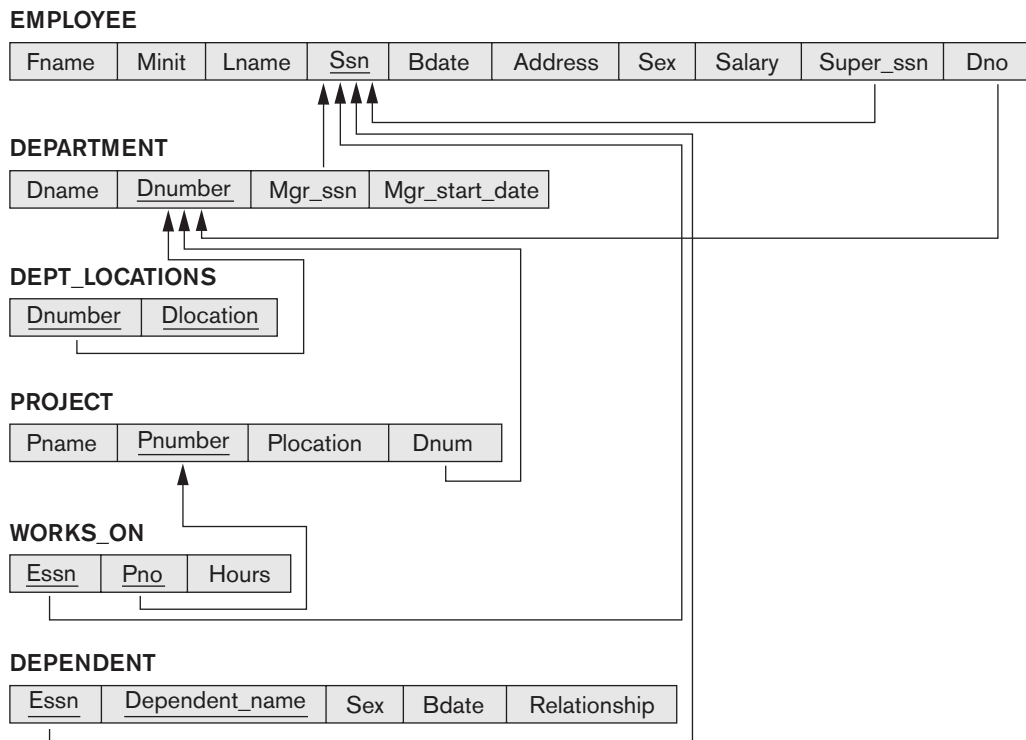 EMPLOYEE
Fname Minit Lname Ssn Bdate Address Sex Salary Super_ssn Dno
DEPARTMENT
Dname Dnumber Mgr_ssn Mgr_start_date
DEPT_LOCATIONS
Dnumber Dlocation
PROJECT
Pname Pnumber Plocation Dnum
WORKS_ON
Essn Pno Hours
DEPENDENT
Essn Dependent_name Sex Bdate Relationship